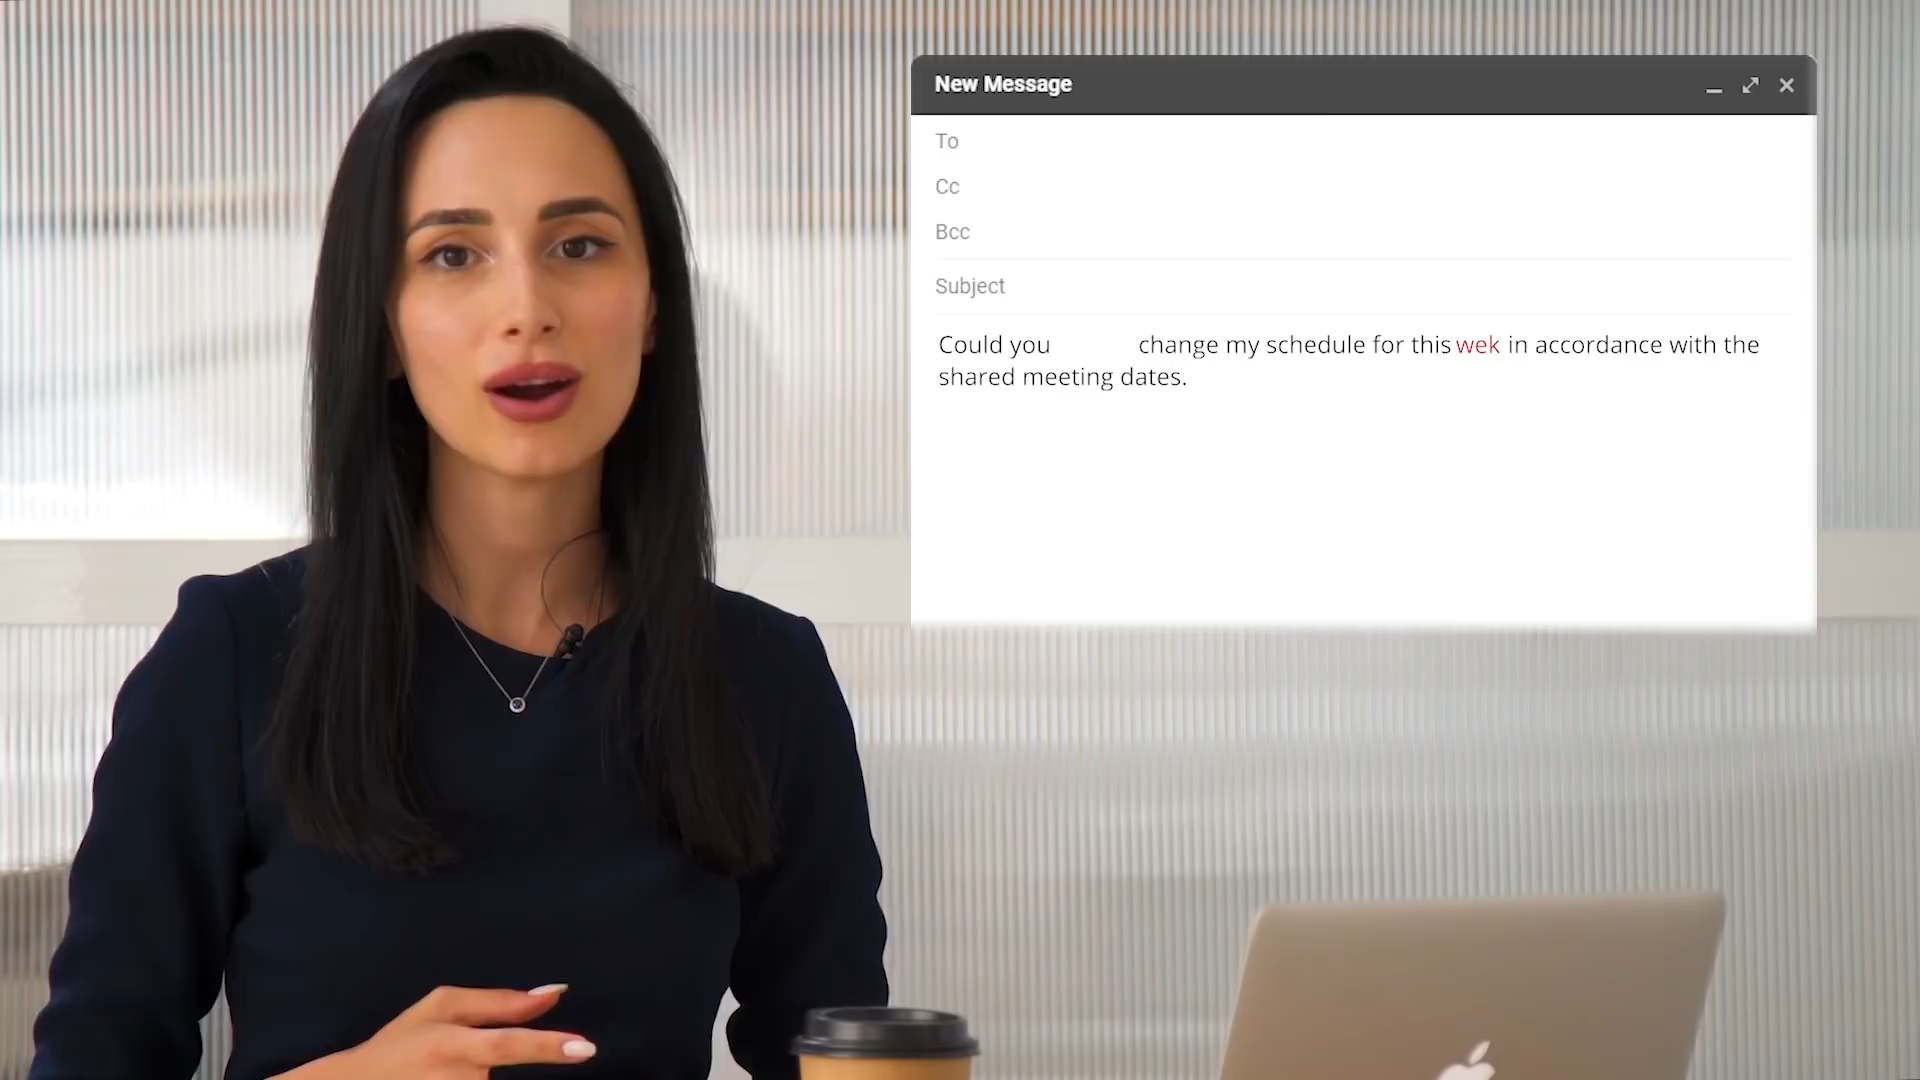 New Message
To
Cc
Bcc
Subject
Could you change my schedule for this wek in accordance with the
shared meeting dates.